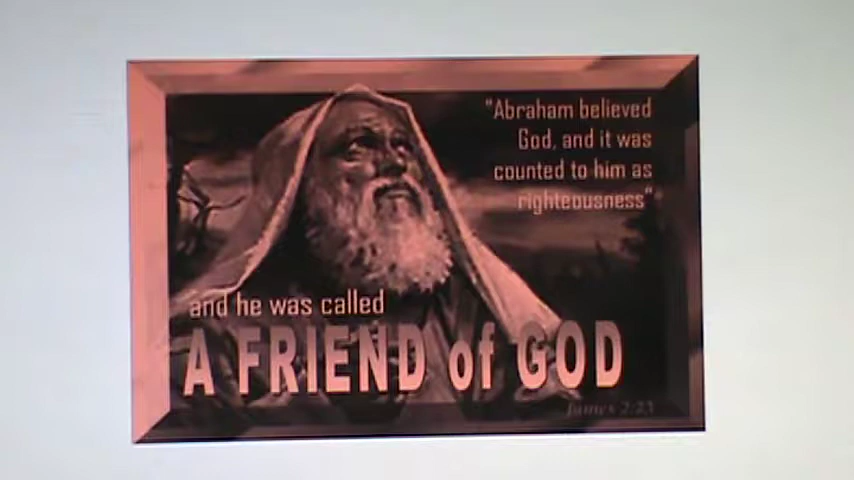 "Abraham believed
God, and it was
counted to him as
righteousness"
and he was called
A FRIEND of GOD
James 2:23